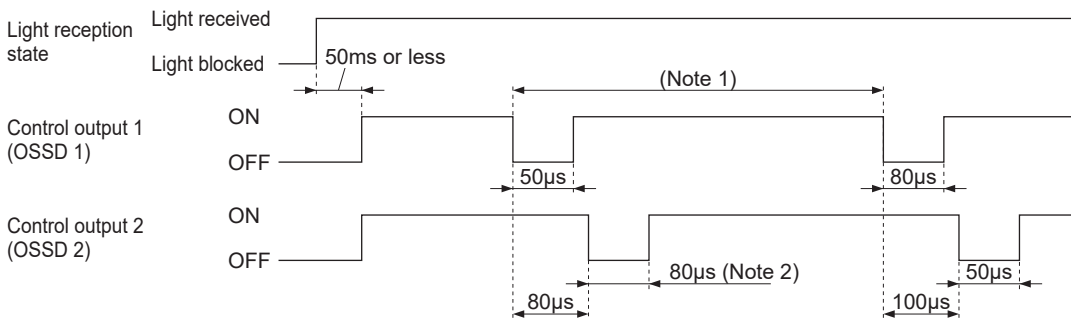 Light reception
state
Light received
Light blocked
50ms or less
(Note 1)
Control output 1
(OSSD 1)
ON
OFF
50µs
80µs
Control output 2
(OSSD 2)
ON
OFF
80µs (Note 2)
50µs
80µs
100µs